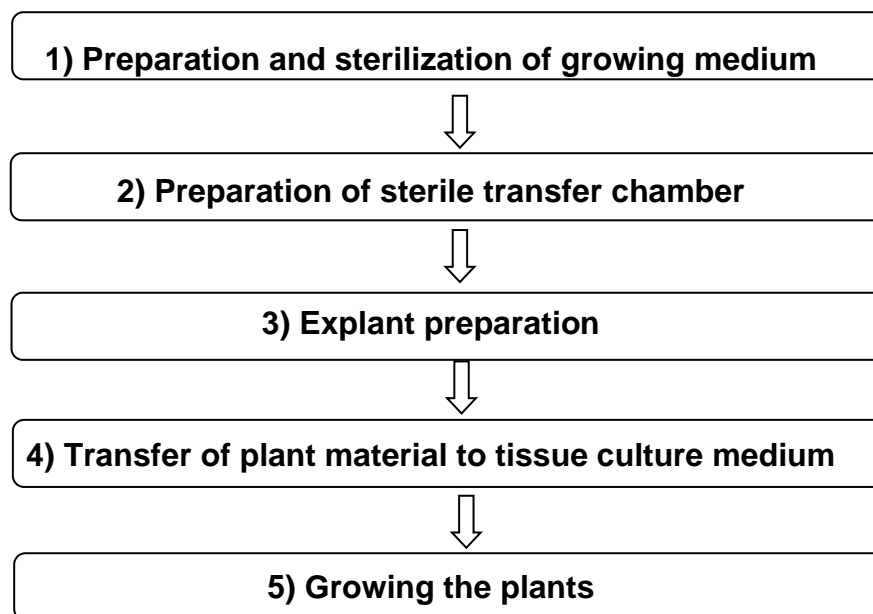 1) Preparation and sterilization of growing medium
2) Preparation of sterile transfer chamber
3) Explant preparation
4) Transfer of plant material to tissue culture medium
5) Growing the plants